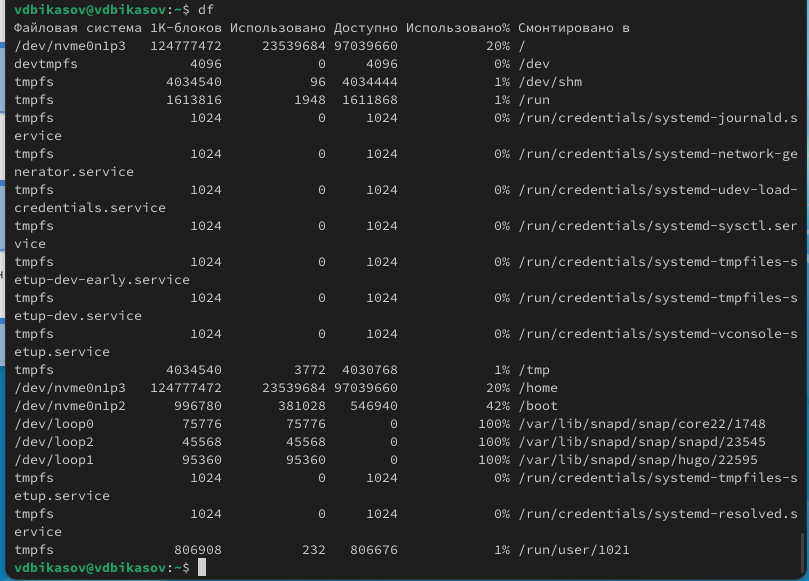 vdbikasov@vdbikasov:~$ df
Файловая система 1K-блоков Использовано Доступно Использовано% Смонтировано в
/dev/nvme0n1p3   124777472     23539684 97039660           20% /
devtmpfs              4096            0     4096            0% /dev
tmpfs              4034540           96  4034444            1% /dev/shm
tmpfs              1613816         1948  1611868            1% /run
tmpfs                 1024            0     1024            0% /run/credentials/systemd-journald.s
ervice
tmpfs                 1024            0     1024            0% /run/credentials/systemd-network-ge
nerator.service
tmpfs                 1024            0     1024            0% /run/credentials/systemd-udev-load-
credentials.service
tmpfs                 1024            0     1024            0% /run/credentials/systemd-sysctl.ser
vice
tmpfs                 1024            0     1024            0% /run/credentials/systemd-tmpfiles-s
etup-dev-early.service
tmpfs                 1024            0     1024            0% /run/credentials/systemd-tmpfiles-s
etup-dev.service
tmpfs                 1024            0     1024            0% /run/credentials/systemd-vconsole-s
etup.service
tmpfs              4034540         3772  4030768            1% /tmp
/dev/nvme0n1p3   124777472     23539684 97039660           20% /home
/dev/nvme0n1p2      996780       381028   546940           42% /boot
/dev/loop0           75776        75776        0          100% /var/lib/snapd/snap/core22/1748
/dev/loop2           45568        45568        0          100% /var/lib/snapd/snap/snapd/23545
/dev/loop1           95360        95360        0          100% /var/lib/snapd/snap/hugo/22595
tmpfs                 1024            0     1024            0% /run/credentials/systemd-tmpfiles-s
etup.service
tmpfs                 1024            0     1024            0% /run/credentials/systemd-resolved.s
ervice
tmpfs               806908          232   806676            1% /run/user/1021
vdbikasov@vdbikasov:~$